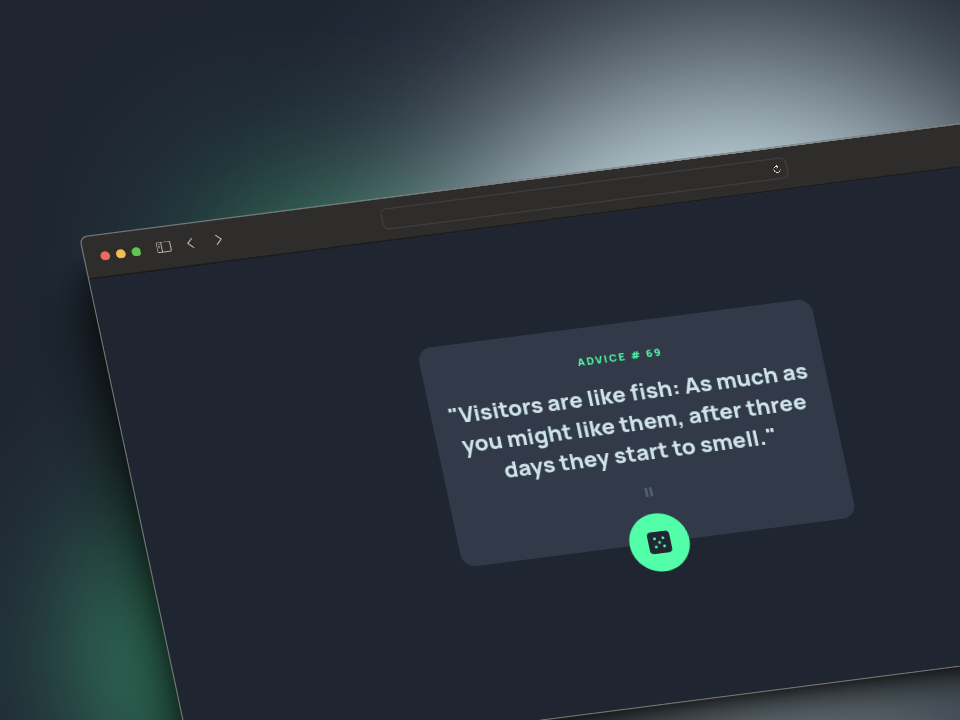 ADVICE # 69
"Visitors are like fish: As much as
you might like them, after three
days they start to smell."